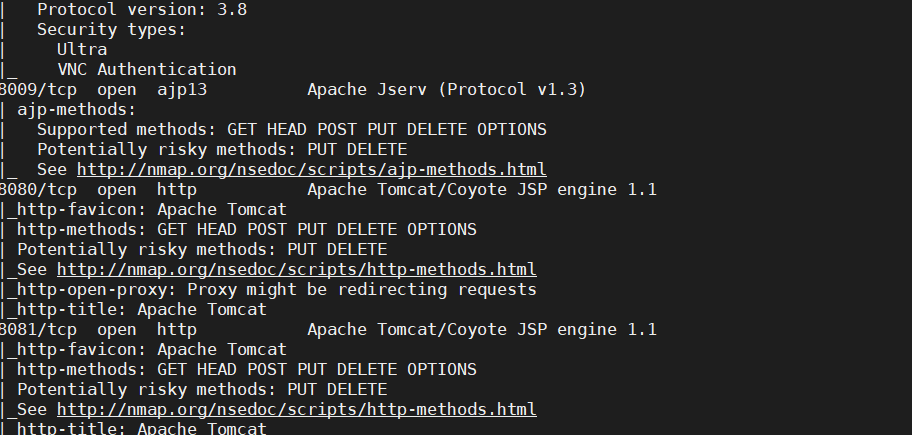 |   Protocol version: 3.8
|   Security types:
|     Ultra
|_    VNC Authentication
8009/tcp  open  ajp13          Apache Jserv (Protocol v1.3)
| ajp-methods:
|   Supported methods: GET HEAD POST PUT DELETE OPTIONS
|   Potentially risky methods: PUT DELETE
|_  See http://nmap.org/nsedoc/scripts/ajp-methods.html
8080/tcp  open  http           Apache Tomcat/Coyote JSP engine 1.1
|_http-favicon: Apache Tomcat
| http-methods: GET HEAD POST PUT DELETE OPTIONS
| Potentially risky methods: PUT DELETE
|_See http://nmap.org/nsedoc/scripts/http-methods.html
|_http-open-proxy: Proxy might be redirecting requests
|_http-title: Apache Tomcat
8081/tcp  open  http           Apache Tomcat/Coyote JSP engine 1.1
|_http-favicon: Apache Tomcat
| http-methods: GET HEAD POST PUT DELETE OPTIONS
| Potentially risky methods: PUT DELETE
|_See http://nmap.org/nsedoc/scripts/http-methods.html
| http-title: Apache Tomcat